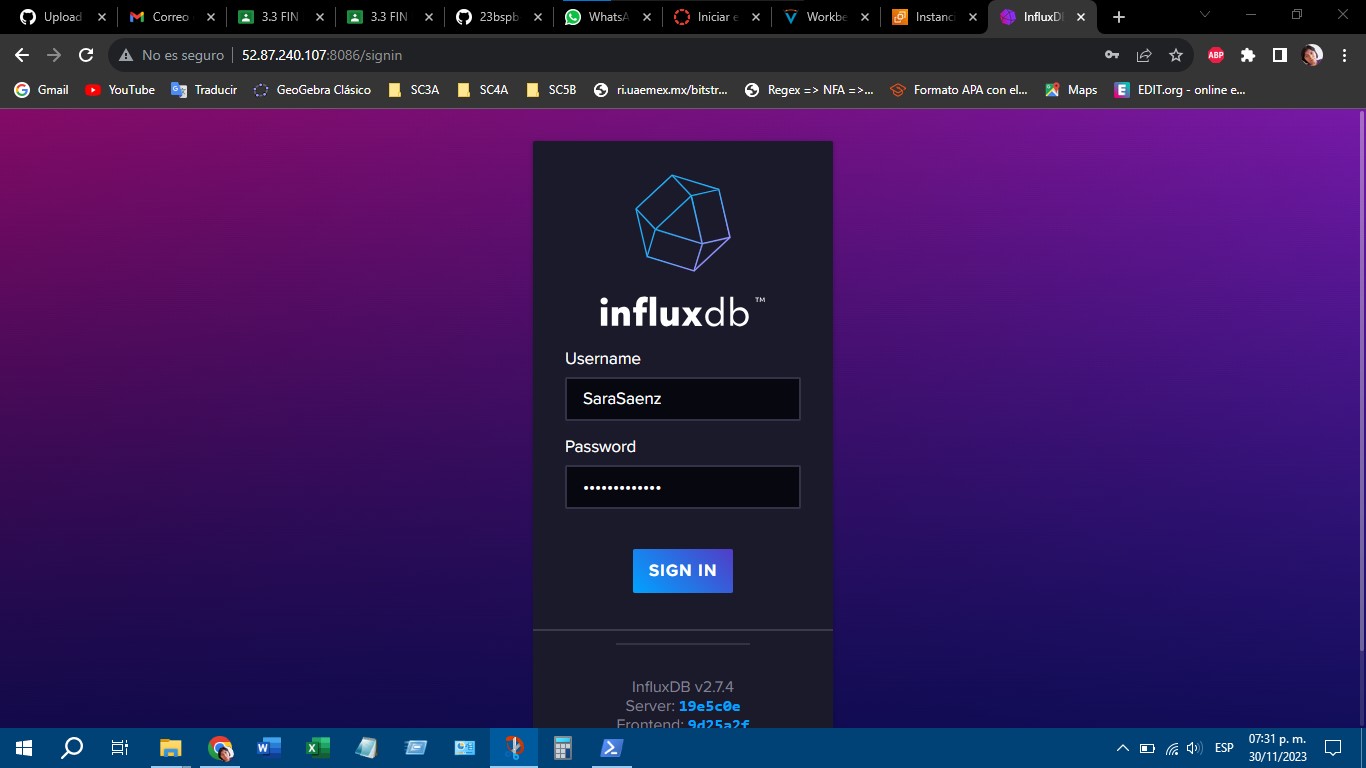 Upload
Correo
3.3 FIN
3.3 FIN
23bspb
WhatsA
Iniciar e
Workbe
Instanc
InfluxDI
No es seguro
52.87.240.107:8086/signin
ABP
Gmail
YouTube
Traducir
GeoGebra Clásico
SC3A
SC4A
SC5B
ri.uaemex.mx/bitstr...
Regex => NFA =>...
Formato APA con el...
Maps
EDIT.org - online e...
influxdb™
Username
SaraSaenz
Password
•••••••••••••
SIGN IN
InfluxDB v2.7.4
Server: 19e5c0e
Frontend: 9d25a2f
ESP
07:31 p. m.
30/11/2023